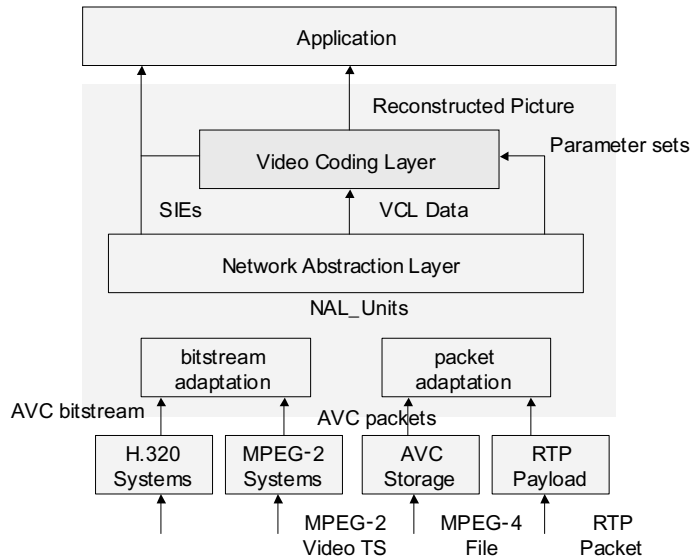 Application
Reconstructed Picture
Parameter sets
Video Coding Layer
SIEs
VCL Data
Network Abstraction Layer
NAL_Units
bitstream
adaptation
packet
adaptation
AVC bitstream
AVC packets
H.320
Systems
MPEG-2
Systems
AVC
Storage
RTP
Payload
MPEG-2
Video TS
MPEG-4
File
RTP
Packet